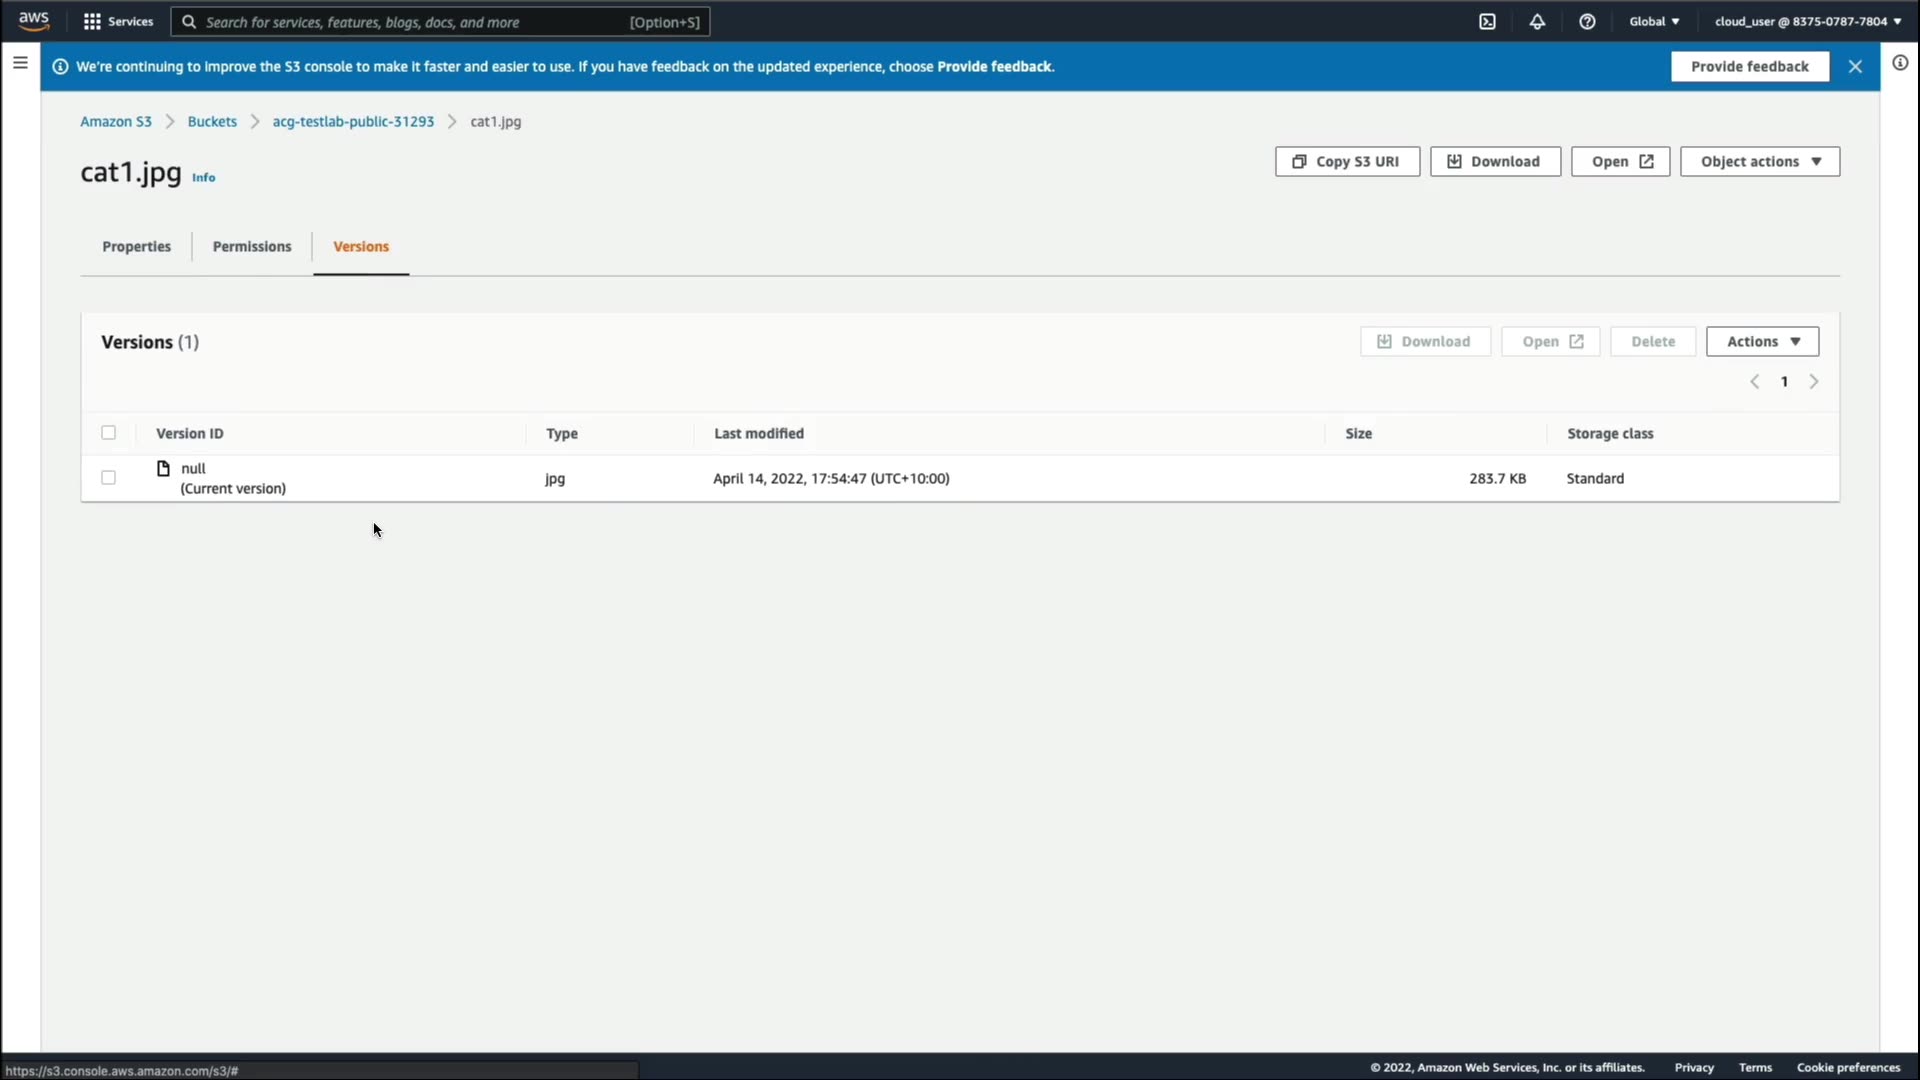 aws Services Search for services, features, blogs, docs, and more [Option+S] Global ▼ cloud_user @ 8375-0787-7804 ▼
We're continuing to improve the S3 console to make it faster and easier to use. If you have feedback on the updated experience, choose Provide feedback. Provide feedback
Amazon S3 > Buckets > acg-testlab-public-31293 > cat1.jpg
cat1.jpg Info Copy S3 URI Download Open Object actions ▼
Properties Permissions Versions
Versions (1) Download Open Delete Actions ▼
< 1 >
Version ID Type Last modified Size Storage class
null
(Current version) jpg April 14, 2022, 17:54:47 (UTC+10:00) 283.7 KB Standard
https://s3.console.aws.amazon.com/s3/# © 2022, Amazon Web Services, Inc. or its affiliates. Privacy Terms Cookie preferences